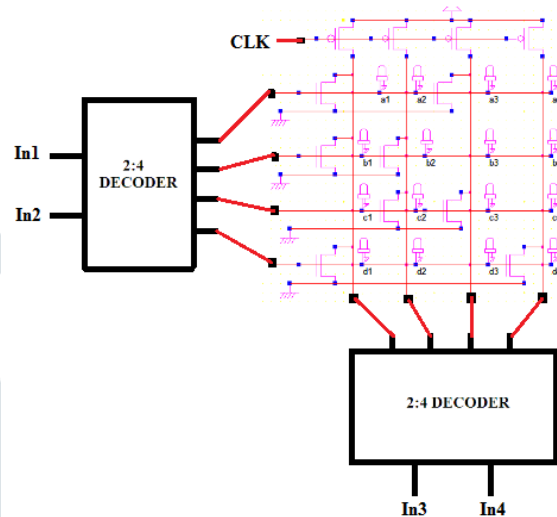 CLK
a1 a2 a3 a
In1
2:4
DECODER
b1 b2 b3 b
In2
c1 c2 c3 c
d1 d2 d3 d
2:4 DECODER
In3 In4